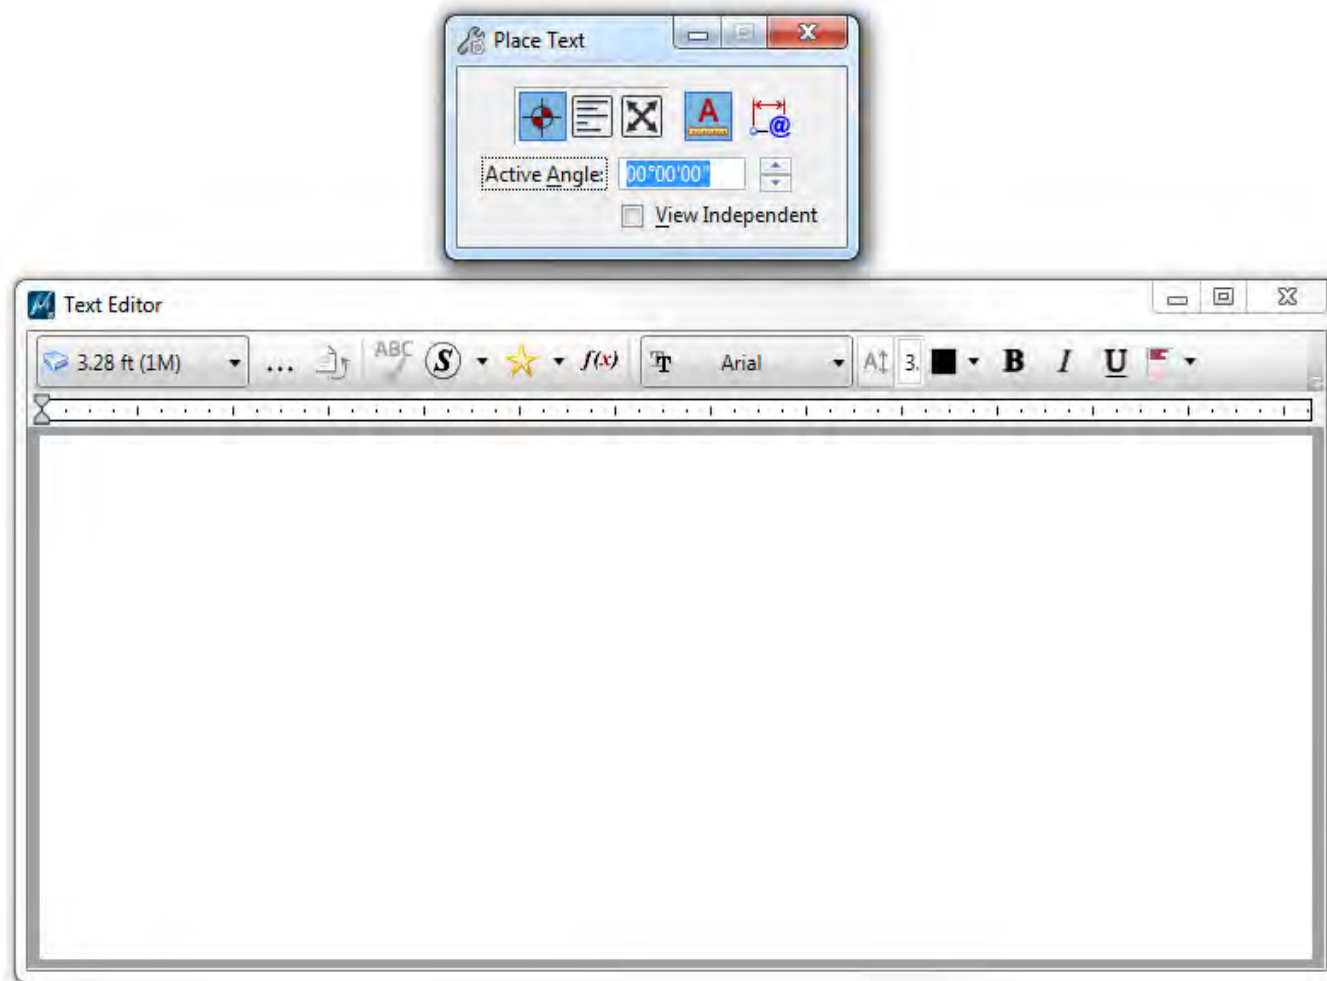 Place Text
A
@
Active Angle: 00°00'00"
View Independent
Text Editor
3.28 ft (1M) ... ABC S f(x) T Arial A 3. B I U